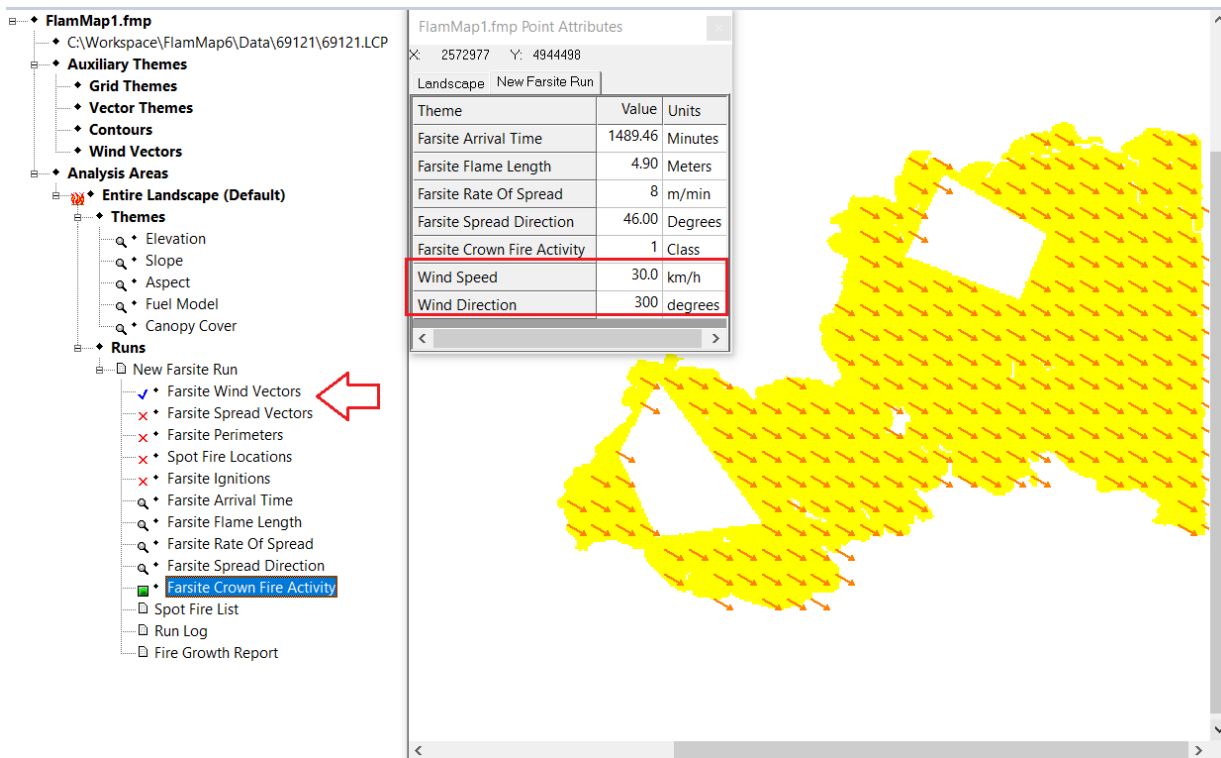 FlamMap1.fmp
C:\Workspace\FlamMap6\Data\69121\69121.LCP
Auxiliary Themes
Grid Themes
Vector Themes
Contours
Wind Vectors
Analysis Areas
Entire Landscape (Default)
Themes
Elevation
Slope
Aspect
Fuel Model
Canopy Cover
Runs
New Farsite Run
Farsite Wind Vectors
Farsite Spread Vectors
Farsite Perimeters
Spot Fire Locations
Farsite Ignitions
Farsite Arrival Time
Farsite Flame Length
Farsite Rate Of Spread
Farsite Spread Direction
Farsite Crown Fire Activity
Spot Fire List
Run Log
Fire Growth Report
FlamMap1.fmp Point Attributes
X: 2572977 Y: 4944498
Landscape New Farsite Run
Theme Value Units
Farsite Arrival Time 1489.46 Minutes
Farsite Flame Length 4.90 Meters
Farsite Rate Of Spread 8 m/min
Farsite Spread Direction 46.00 Degrees
Farsite Crown Fire Activity 1 Class
Wind Speed 30.0 km/h
Wind Direction 300 degrees